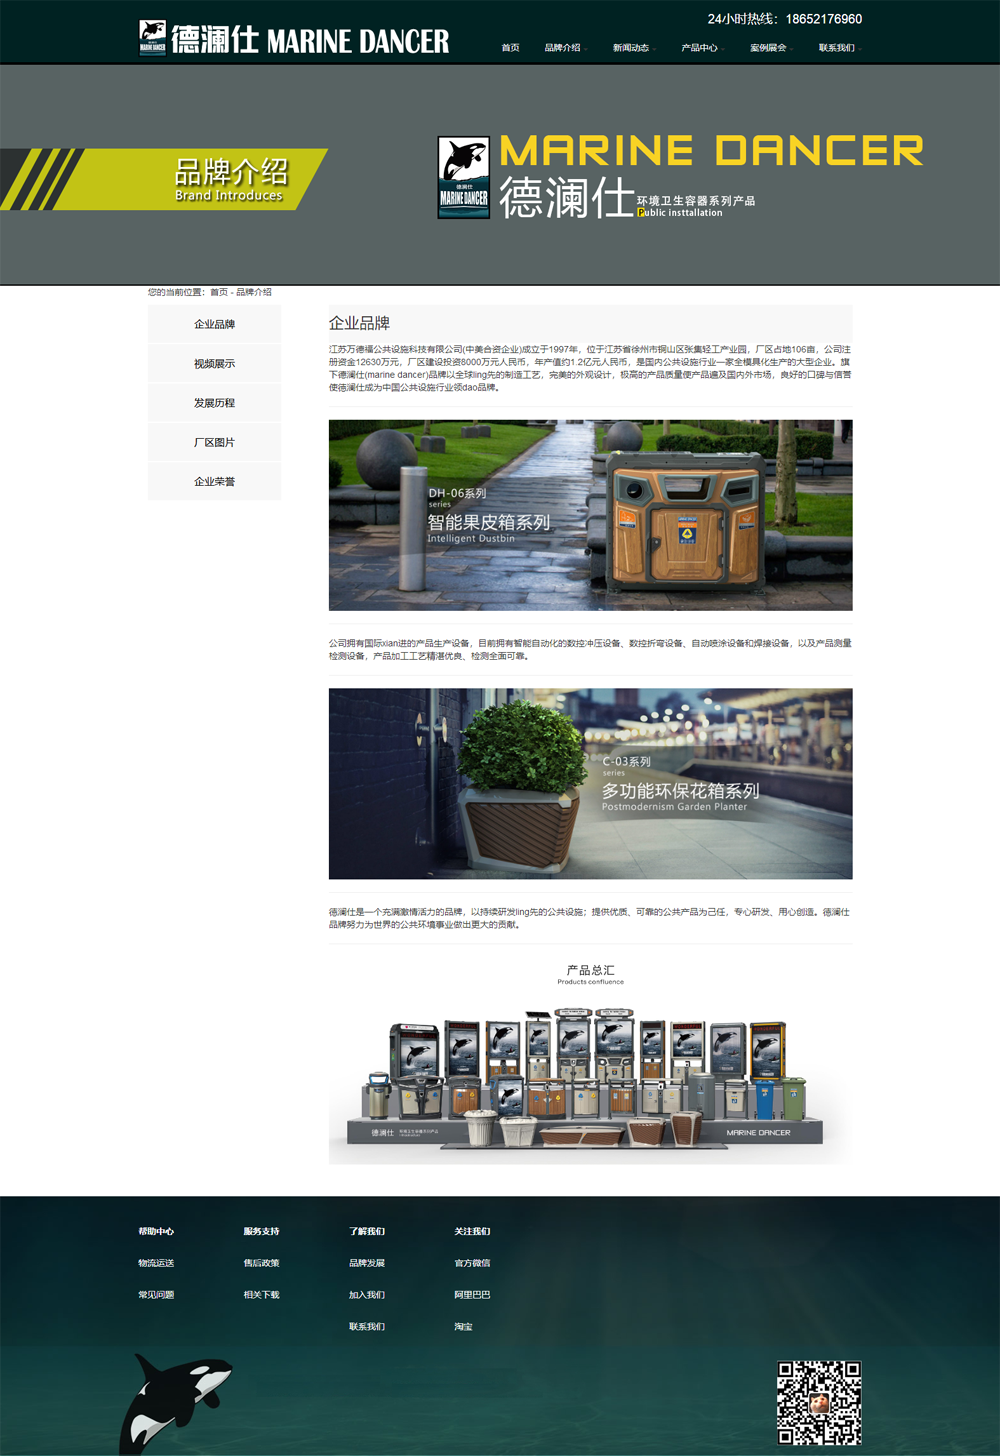 24小时热线：18652176960
德澜仕 MARINE DANCER
首页 品牌介绍 新闻动态 产品中心 案例展会 联系我们
品牌介绍
Brand Introduces
MARINE DANCER
德澜仕
环境卫生容器系列产品
Public insttallation
德澜仕
MARINE DANCER
您的当前位置：首页 - 品牌介绍
企业品牌
视频展示
发展历程
厂区图片
企业荣誉
企业品牌
江苏万德福公共设施科技有限公司(中美合资企业)成立于1997年，位于江苏省徐州市铜山区张集轻工产业园，厂区占地106亩，公司注
册资金12630万元，厂区建设投资8000万元人民币，年产值约1.2亿元人民币，是国内公共设施行业一家全模具化生产的大型企业。旗
下德澜仕(marine dancer)品牌以全球ling先的制造工艺，完美的外观设计，极高的产品质量使产品遍及国内外市场，良好的口碑与信誉
使德澜仕成为中国公共设施行业领dao品牌。
DH-06系列
series
智能果皮箱系列
Intelligent Dustbin
公司拥有国际xian进的产品生产设备，目前拥有智能自动化的数控冲压设备、数控折弯设备、自动喷涂设备和焊接设备，以及产品测量
检测设备，产品加工工艺精湛优良、检测全面可靠。
C-03系列
series
多功能环保花箱系列
Postmodernism Garden Planter
德澜仕是一个充满激情活力的品牌，以持续研发ling先的公共设施；提供优质、可靠的公共产品为己任，专心研发、用心创造。德澜仕
品牌努力为世界的公共环境事业做出更大的贡献。
产品总汇
Products confluence
德澜仕
MARINE DANCER
帮助中心 服务支持 了解我们 关注我们
物流运送 售后政策 品牌发展 官方微信
常见问题 相关下载 加入我们 阿里巴巴
联系我们 淘宝